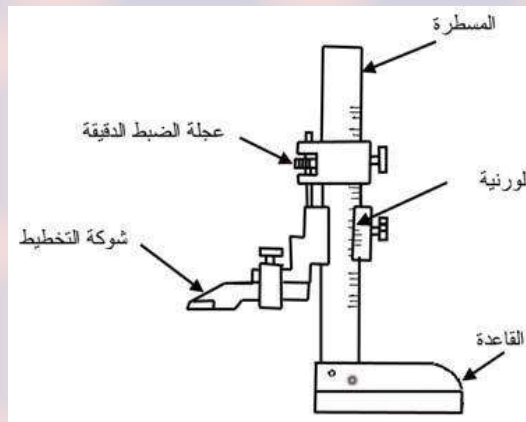 المسطرة
عجلة الضبط الدقيقة
لورنية
شوكة التخطيط
القاعدة